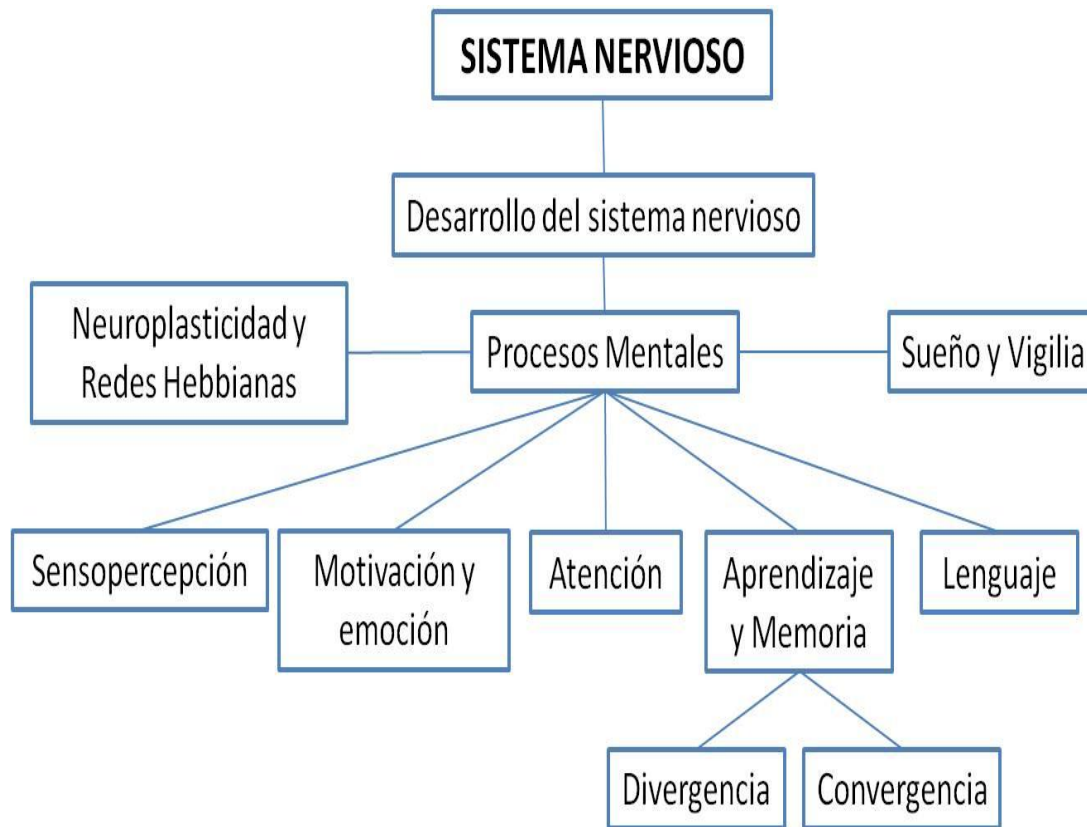 SISTEMA NERVIOSO
Desarrollo del sistema nervioso
Neuroplasticidad y
Redes Hebbianas
Procesos Mentales
Sueño y Vigilia
Sensopercepción
Motivación y
emoción
Atención
Aprendizaje
y Memoria
Lenguaje
Divergencia
Convergencia